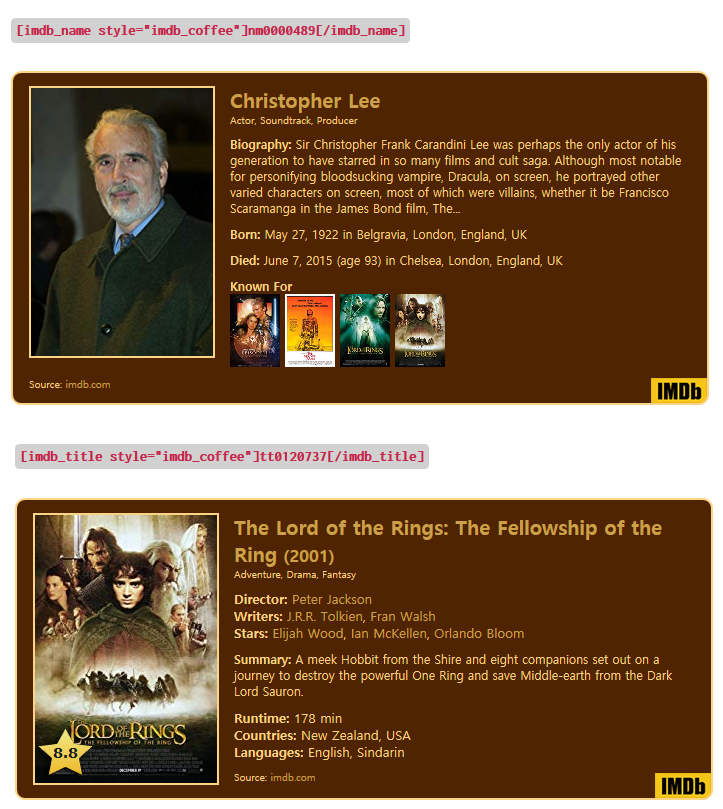 [imdb_name style="imdb_coffee"]nm0000489[/imdb_name]
Christopher Lee
Actor, Soundtrack, Producer
Biography: Sir Christopher Frank Carandini Lee was perhaps the only actor of his
generation to have starred in so many films and cult saga. Although most notable
for personifying bloodsucking vampire, Dracula, on screen, he portrayed other
varied characters on screen, most of which were villains, whether it be Francisco
Scaramanga in the James Bond film, The...
Born: May 27, 1922 in Belgravia, London, England, UK
Died: June 7, 2015 (age 93) in Chelsea, London, England, UK
Known For
Source: imdb.com
IMDb
[imdb_title style="imdb_coffee"]tt0120737[/imdb_title]
The Lord of the Rings: The Fellowship of the
Ring (2001)
Adventure, Drama, Fantasy
Director: Peter Jackson
Writers: J.R.R. Tolkien, Fran Walsh
Stars: Elijah Wood, Ian McKellen, Orlando Bloom
Summary: A meek Hobbit from the Shire and eight companions set out on a
journey to destroy the powerful One Ring and save Middle-earth from the Dark
Lord Sauron.
Runtime: 178 min
Countries: New Zealand, USA
Languages: English, Sindarin
Source: imdb.com
THE LORD OF THE RINGS
THE FELLOWSHIP OF THE RING
8.8
IMDb